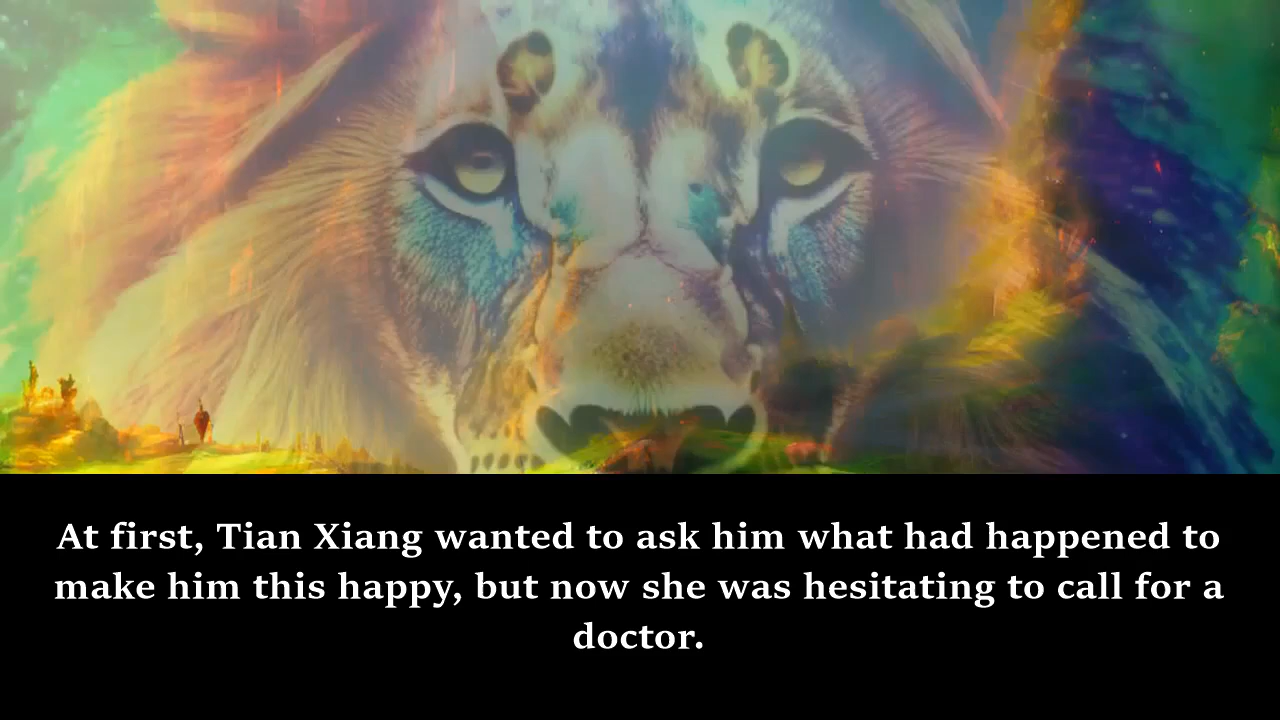 At first, Tian Xiang wanted to ask him what had happened to
make him this happy, but now she was hesitating to call for a
doctor.